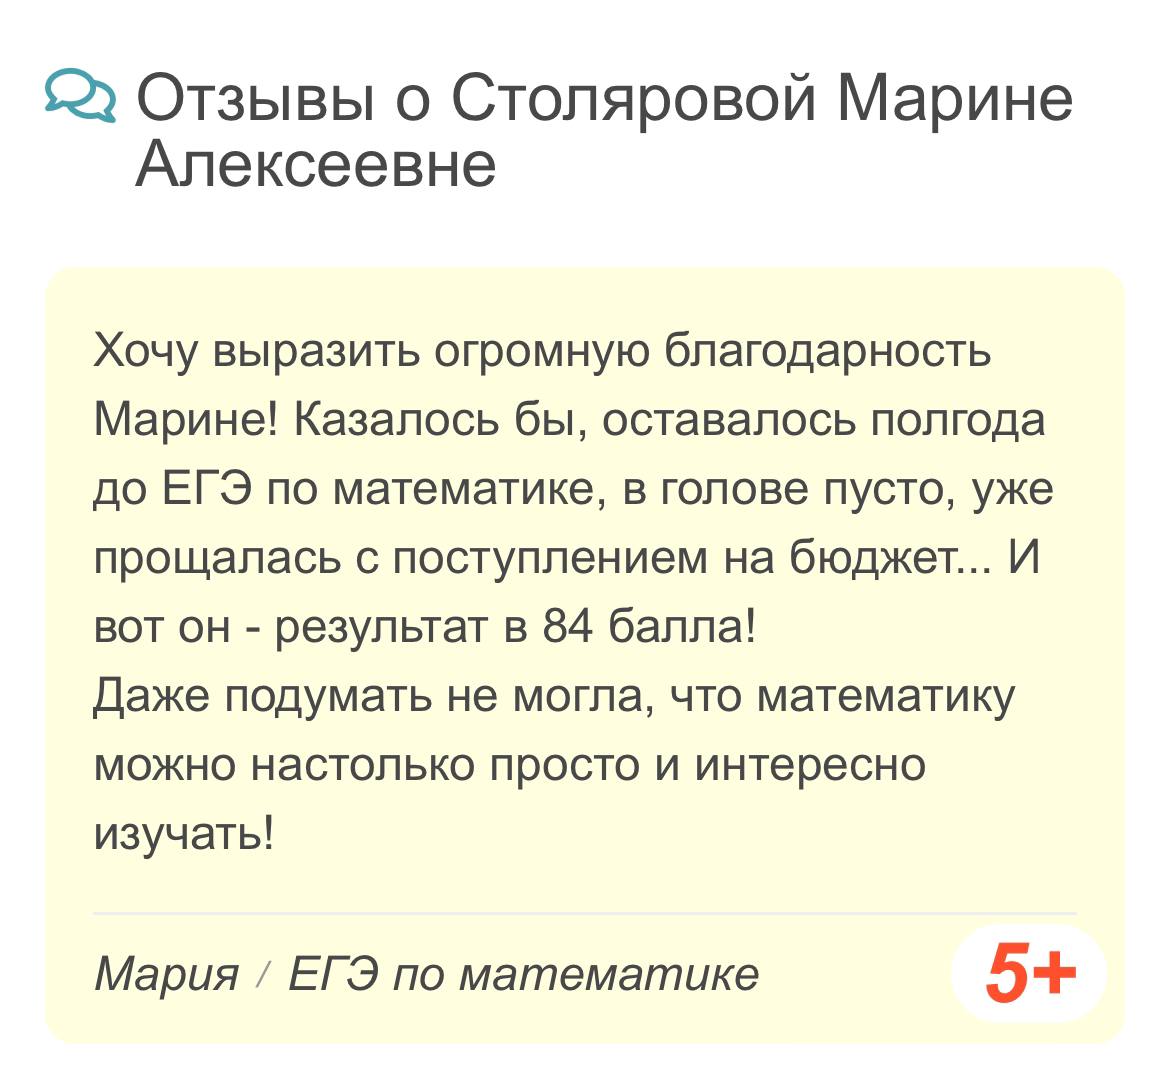 Отзывы о Столяровой Марине
Алексеевне
Хочу выразить огромную благодарность
Марине! Казалось бы, оставалось полгода
до ЕГЭ по математике, в голове пусто, уже
прощалась с поступлением на бюджет... И
вот он - результат в 84 балла!
Даже подумать не могла, что математику
можно настолько просто и интересно
изучать!
Мария / ЕГЭ по математике
5+